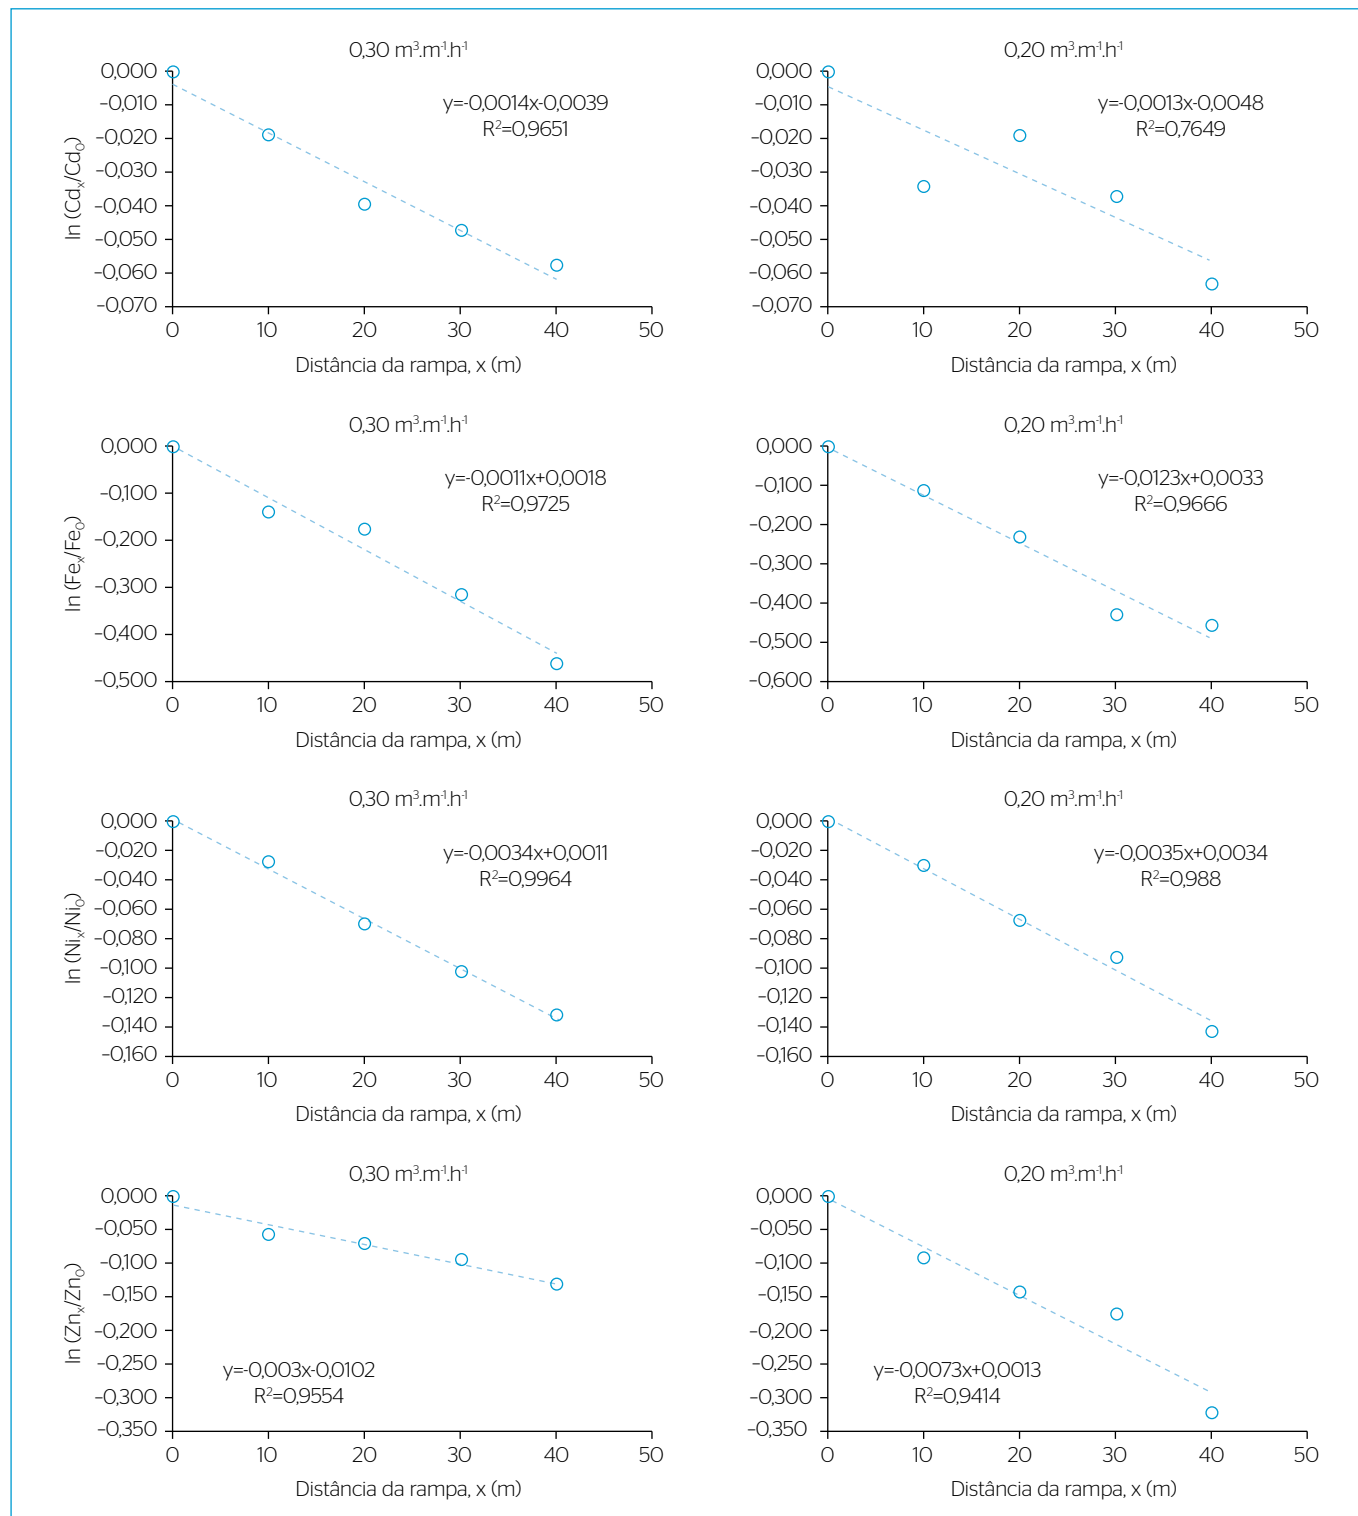 0,30 m³.m⁻¹.h⁻¹
0,000
-0,010
-0,020
-0,030
-0,040
-0,050
-0,060
-0,070
ln (Cdₓ/Cd₀)
y=-0,0014x-0,0039
R²=0,9651
0 10 20 30 40 50
Distância da rampa, x (m)
0,20 m³.m⁻¹.h⁻¹
0,000
-0,010
-0,020
-0,030
-0,040
-0,050
-0,060
-0,070
y=-0,0013x-0,0048
R²=0,7649
0 10 20 30 40 50
Distância da rampa, x (m)
0,30 m³.m⁻¹.h⁻¹
0,000
-0,100
-0,200
-0,300
-0,400
-0,500
ln (Feₓ/Fe₀)
y=-0,0011x+0,0018
R²=0,9725
0 10 20 30 40 50
Distância da rampa, x (m)
0,20 m³.m⁻¹.h⁻¹
0,000
-0,100
-0,200
-0,300
-0,400
-0,500
-0,600
y=-0,0123x+0,0033
R²=0,9666
0 10 20 30 40 50
Distância da rampa, x (m)
0,30 m³.m⁻¹.h⁻¹
0,000
-0,020
-0,040
-0,060
-0,080
-0,100
-0,120
-0,140
-0,160
ln (Niₓ/Ni₀)
y=-0,0034x+0,0011
R²=0,9964
0 10 20 30 40 50
Distância da rampa, x (m)
0,20 m³.m⁻¹.h⁻¹
0,000
-0,020
-0,040
-0,060
-0,080
-0,100
-0,120
-0,140
-0,160
y=-0,0035x+0,0034
R²=0,988
0 10 20 30 40 50
Distância da rampa, x (m)
0,30 m³.m⁻¹.h⁻¹
0,000
-0,050
-0,100
-0,150
-0,200
-0,250
-0,300
-0,350
ln (Znₓ/Zn₀)
y=-0,003x-0,0102
R²=0,9554
0 10 20 30 40 50
Distância da rampa, x (m)
0,20 m³.m⁻¹.h⁻¹
0,000
-0,050
-0,100
-0,150
-0,200
-0,250
-0,300
-0,350
y=-0,0073x+0,0013
R²=0,9414
0 10 20 30 40 50
Distância da rampa, x (m)